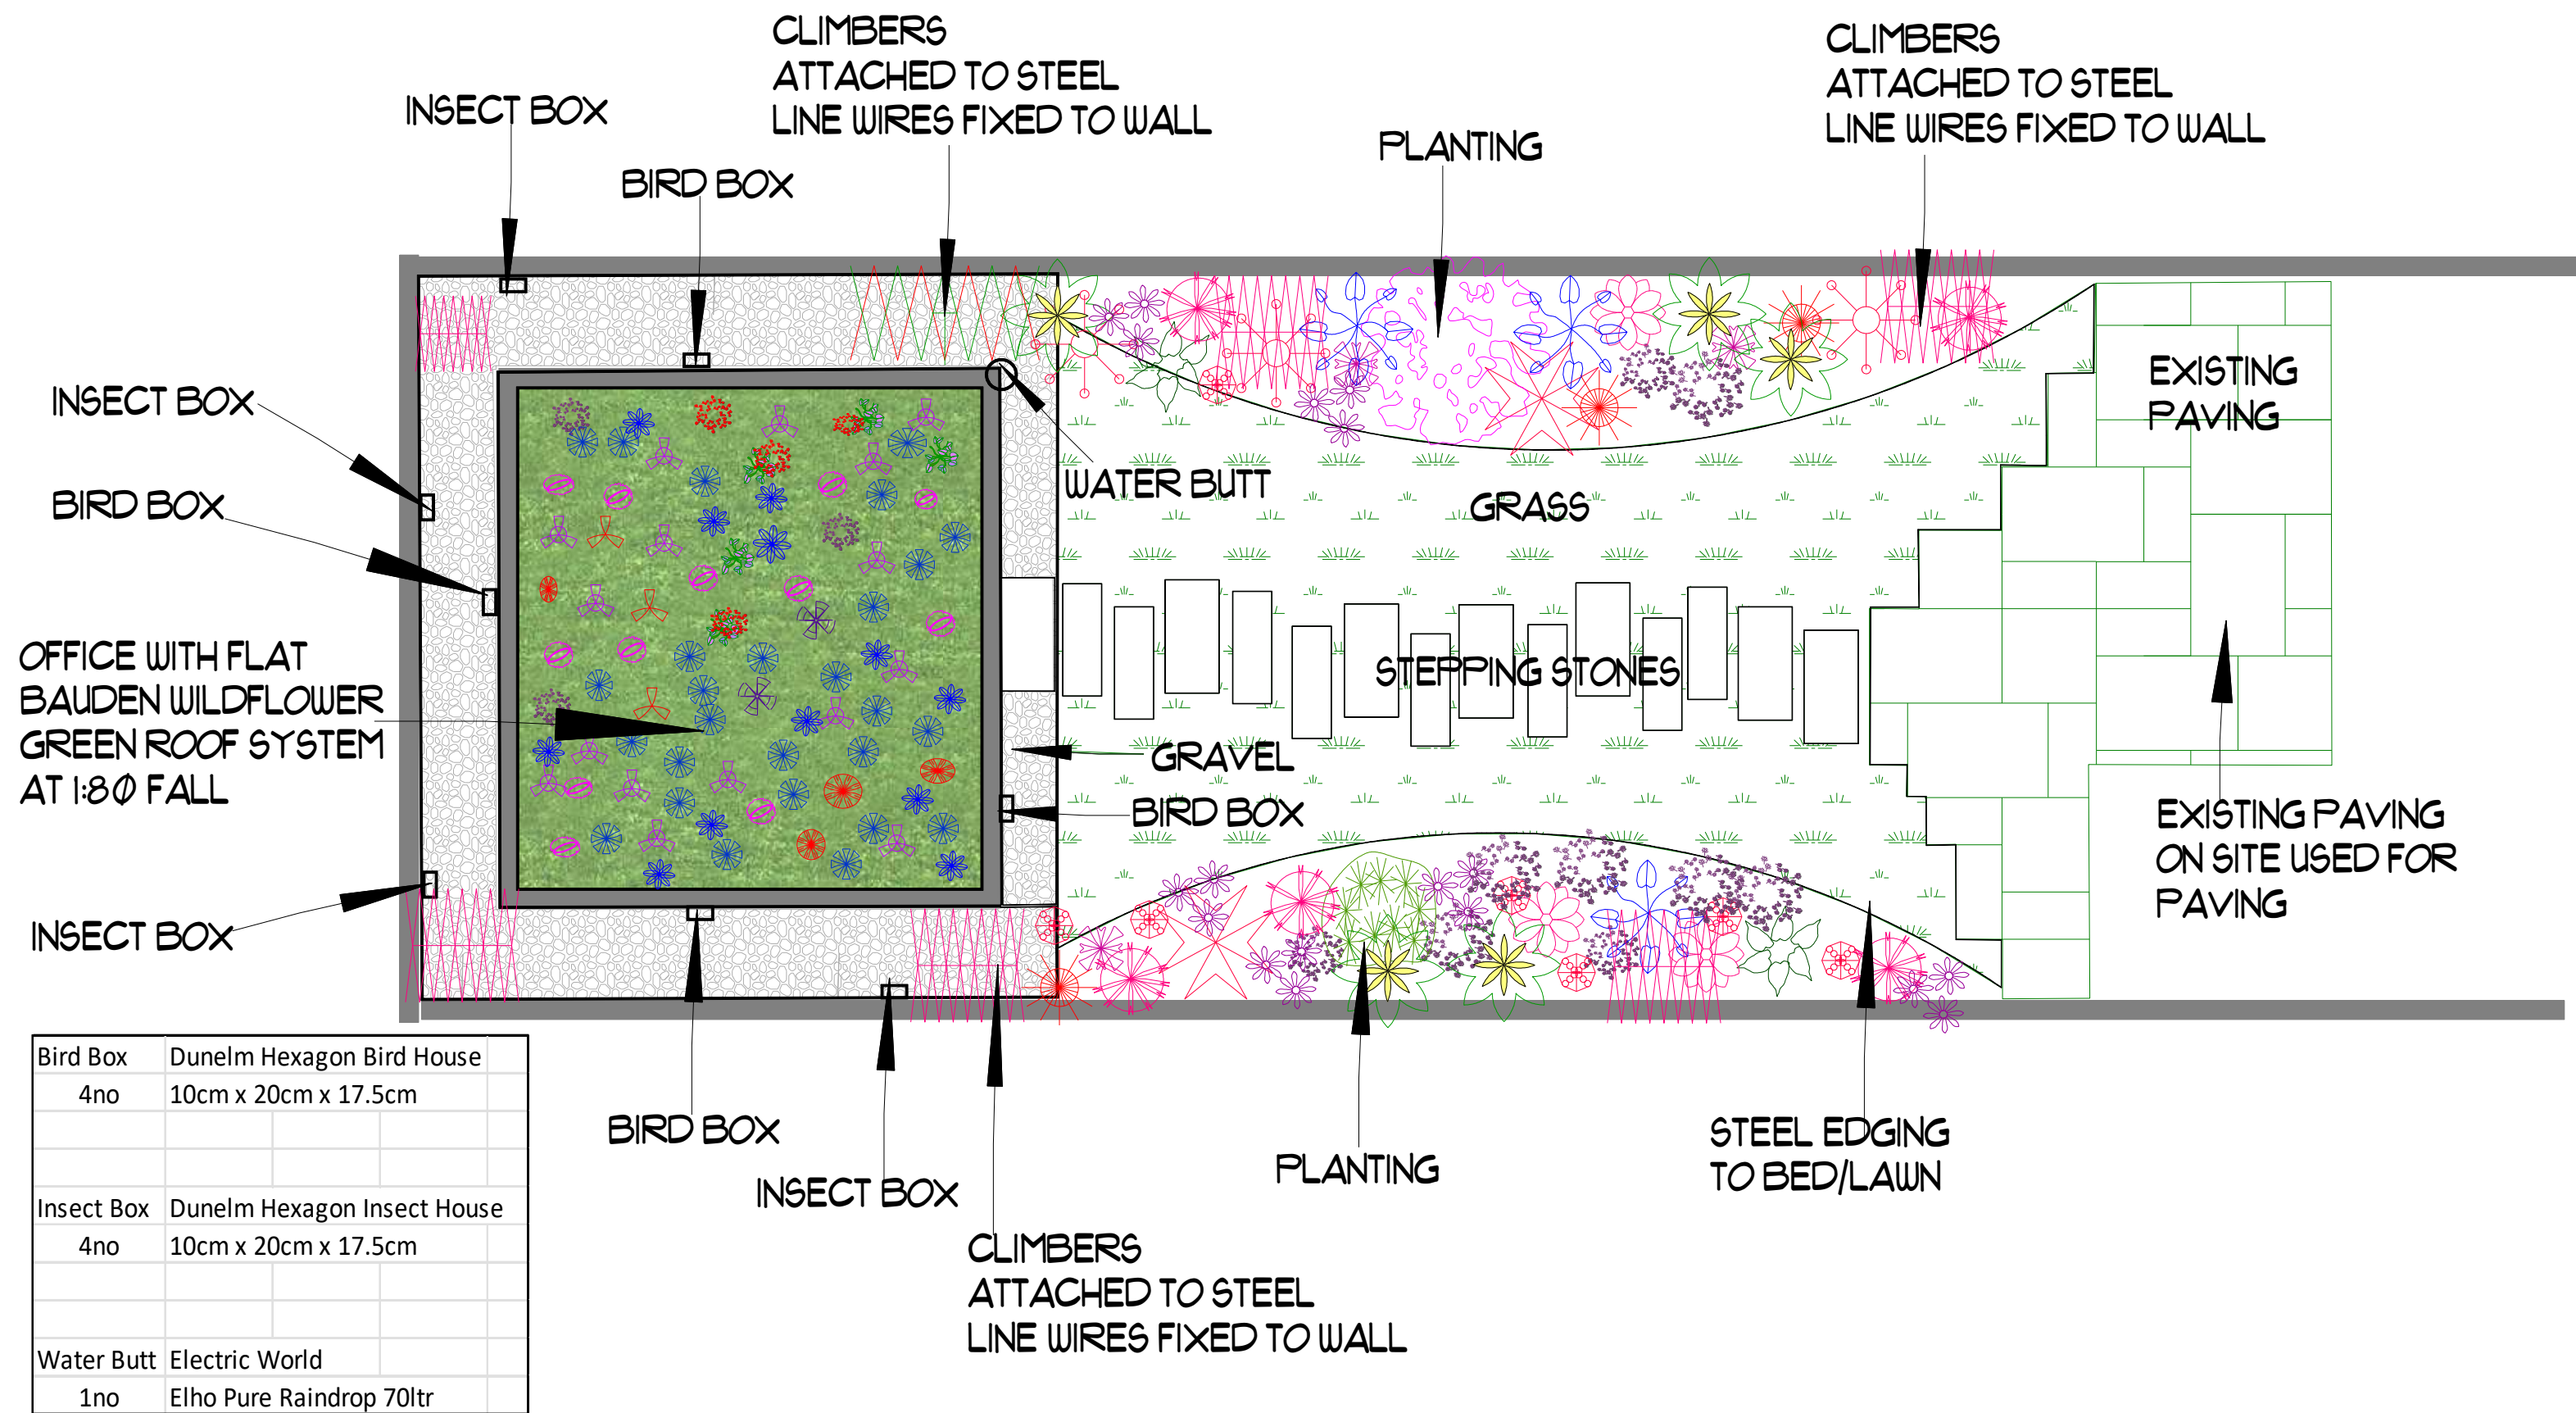 CLIMBERS
ATTACHED TO STEEL
LINE WIRES FIXED TO WALL
CLIMBERS
ATTACHED TO STEEL
LINE WIRES FIXED TO WALL
INSECT BOX
PLANTING
BIRD BOX
INSECT BOX
BIRD BOX
EXISTING
PAVING
WATER BUTT
GRASS
OFFICE WITH FLAT
BAUDEN WILDFLOWER
GREEN ROOF SYSTEM
AT 1:80 FALL
STEPPING STONES
GRAVEL
BIRD BOX
EXISTING PAVING
ON SITE USED FOR
PAVING
INSECT BOX
BIRD BOX
INSECT BOX
PLANTING
STEEL EDGING
TO BED/LAWN
CLIMBERS
ATTACHED TO STEEL
LINE WIRES FIXED TO WALL
Bird Box Dunelm Hexagon Bird House
4no 10cm x 20cm x 17.5cm
Insect Box Dunelm Hexagon Insect House
4no 10cm x 20cm x 17.5cm
Water Butt Electric World
1no Elho Pure Raindrop 70ltr